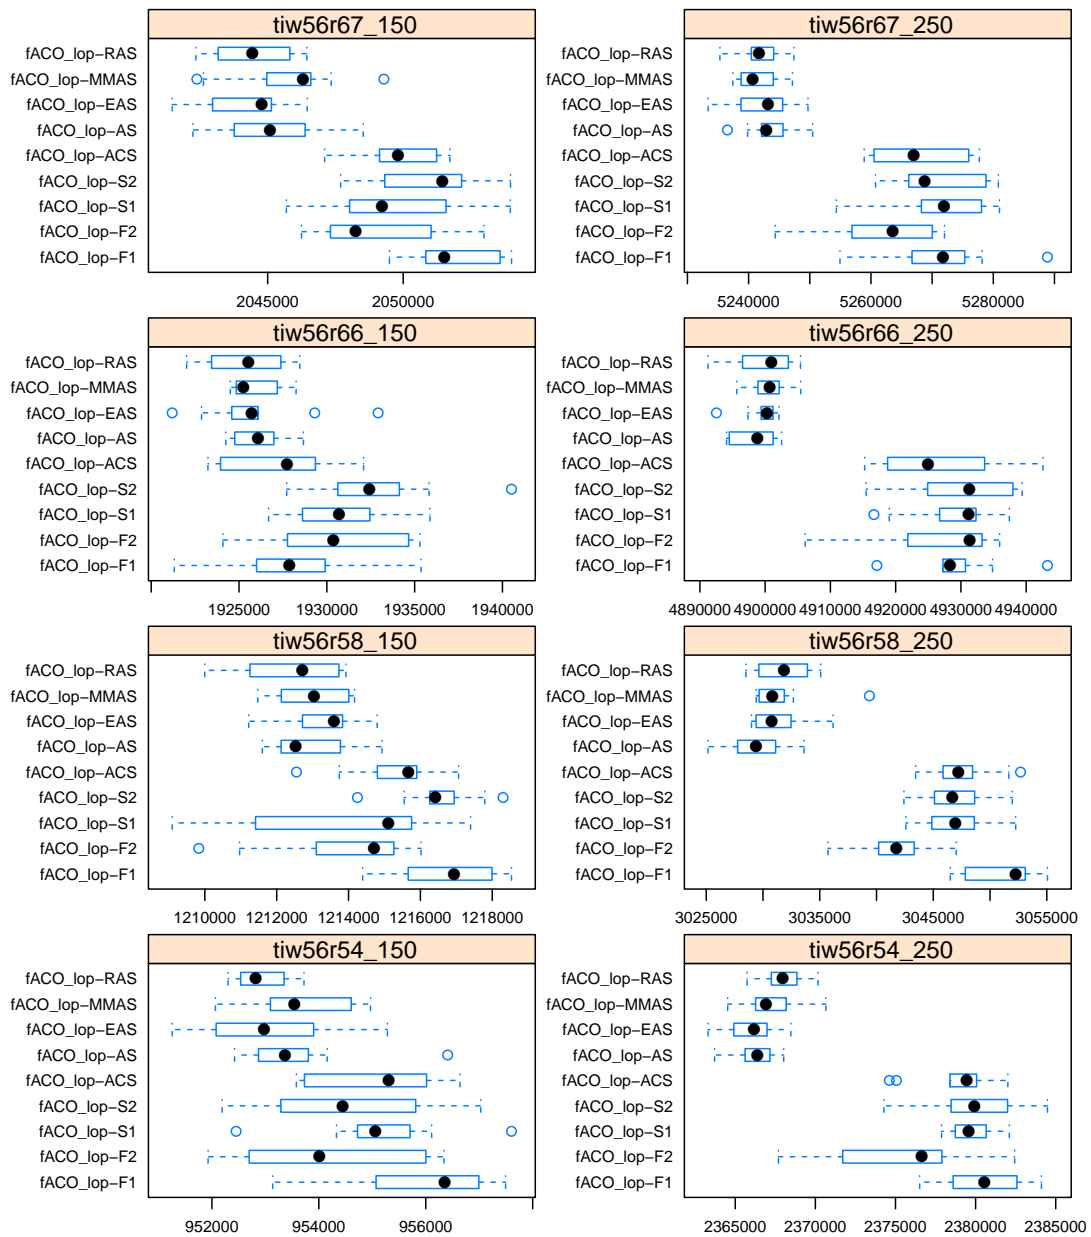 tiw56r67_150
fACO_lop−RAS
fACO_lop−MMAS
fACO_lop−EAS
fACO_lop−AS
fACO_lop−ACS
fACO_lop−S2
fACO_lop−S1
fACO_lop−F2
fACO_lop−F1
2045000 2050000
tiw56r67_250
fACO_lop−RAS
fACO_lop−MMAS
fACO_lop−EAS
fACO_lop−AS
fACO_lop−ACS
fACO_lop−S2
fACO_lop−S1
fACO_lop−F2
fACO_lop−F1
5240000 5260000 5280000
tiw56r66_150
fACO_lop−RAS
fACO_lop−MMAS
fACO_lop−EAS
fACO_lop−AS
fACO_lop−ACS
fACO_lop−S2
fACO_lop−S1
fACO_lop−F2
fACO_lop−F1
1925000 1930000 1935000 1940000
tiw56r66_250
fACO_lop−RAS
fACO_lop−MMAS
fACO_lop−EAS
fACO_lop−AS
fACO_lop−ACS
fACO_lop−S2
fACO_lop−S1
fACO_lop−F2
fACO_lop−F1
4890000 4900000 4910000 4920000 4930000 4940000
tiw56r58_150
fACO_lop−RAS
fACO_lop−MMAS
fACO_lop−EAS
fACO_lop−AS
fACO_lop−ACS
fACO_lop−S2
fACO_lop−S1
fACO_lop−F2
fACO_lop−F1
1210000 1212000 1214000 1216000 1218000
tiw56r58_250
fACO_lop−RAS
fACO_lop−MMAS
fACO_lop−EAS
fACO_lop−AS
fACO_lop−ACS
fACO_lop−S2
fACO_lop−S1
fACO_lop−F2
fACO_lop−F1
3025000 3035000 3045000 3055000
tiw56r54_150
fACO_lop−RAS
fACO_lop−MMAS
fACO_lop−EAS
fACO_lop−AS
fACO_lop−ACS
fACO_lop−S2
fACO_lop−S1
fACO_lop−F2
fACO_lop−F1
952000 954000 956000
tiw56r54_250
fACO_lop−RAS
fACO_lop−MMAS
fACO_lop−EAS
fACO_lop−AS
fACO_lop−ACS
fACO_lop−S2
fACO_lop−S1
fACO_lop−F2
fACO_lop−F1
2365000 2370000 2375000 2380000 2385000